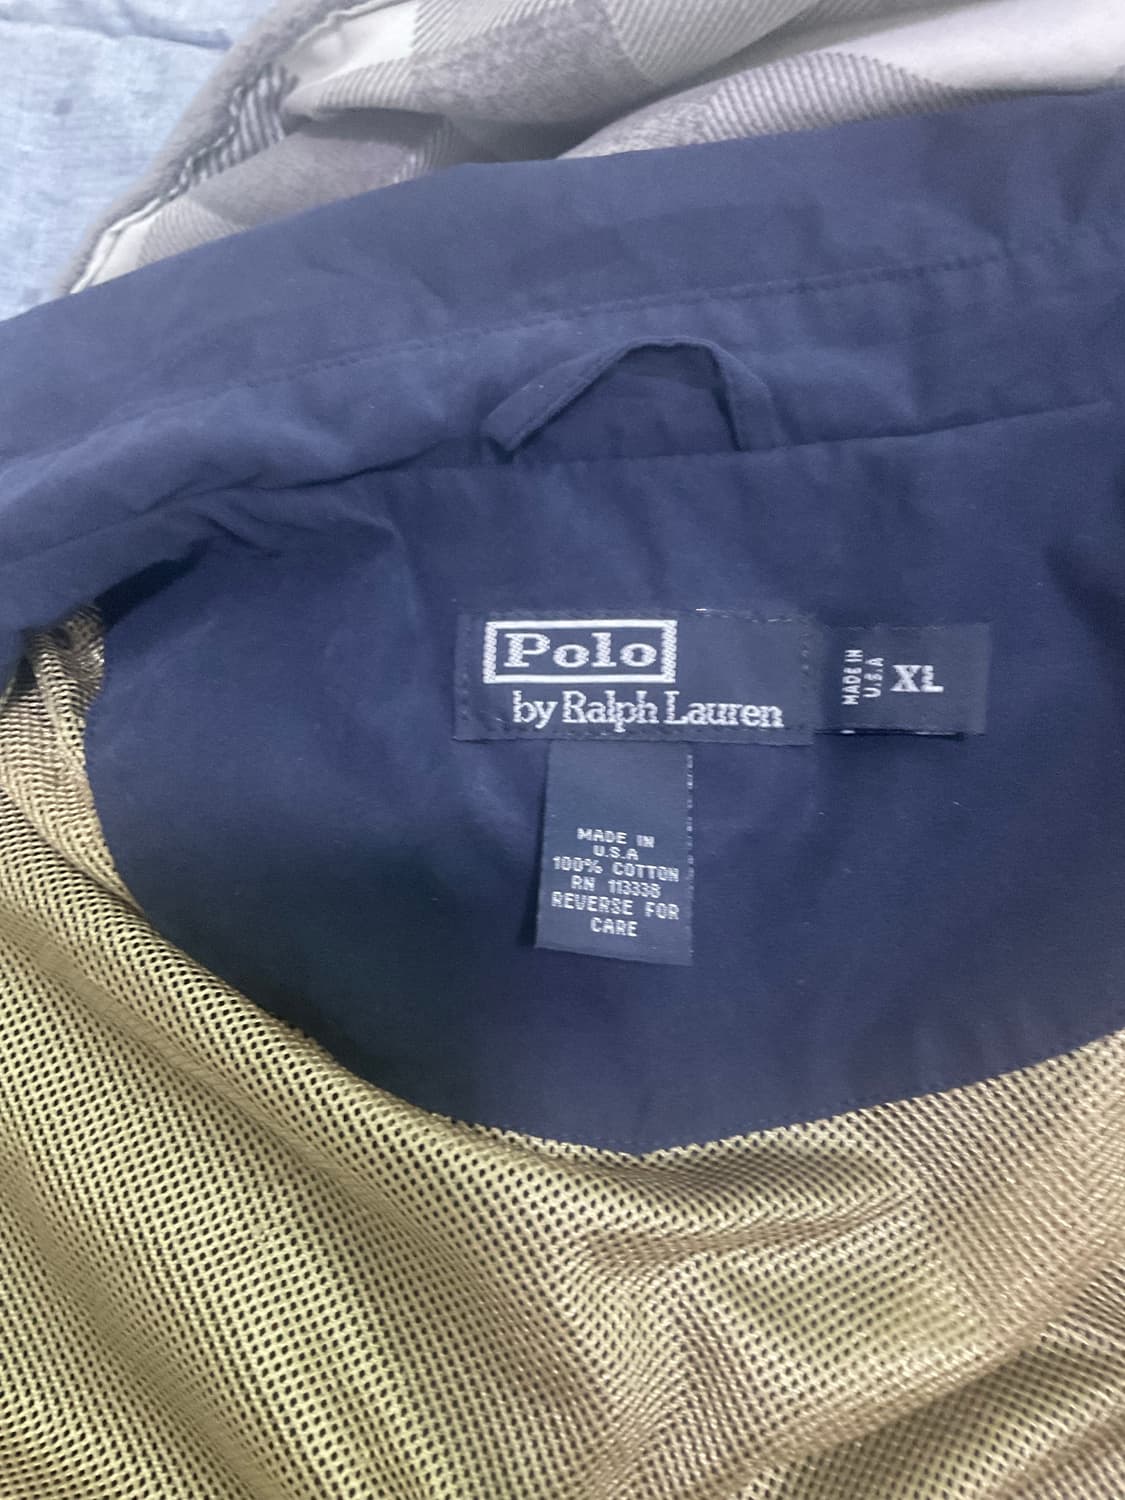 Polo
by Ralph Lauren
MADE IN
U.S.A
XL
MADE IN
U.S.A
100% COTTON
RN 113338
REVERSE FOR
CARE